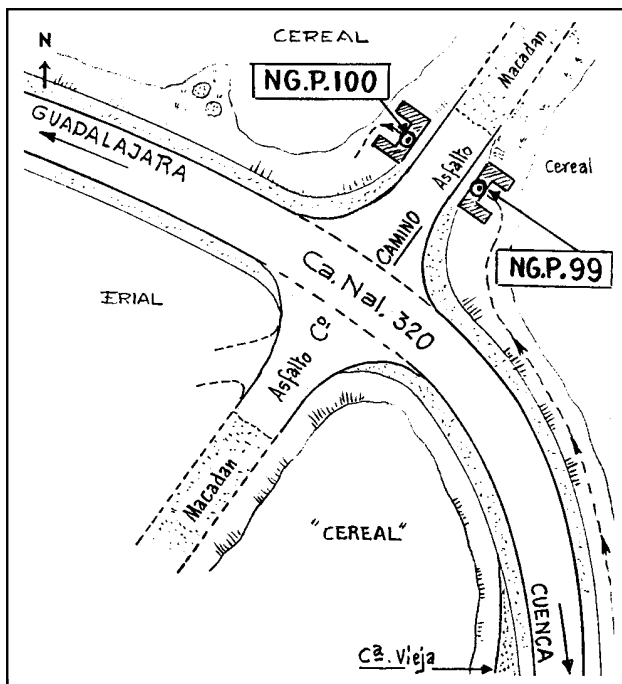 N
CEREAL
Macadan
NG.P.100
GUADALAJARA
Asfalto
CAMINO
Cereal
NG.P.99
Ca. Nal. 320
ERIAL
Asfalto Cº
Macadan
"CEREAL"
CUENCA
Cª. Vieja